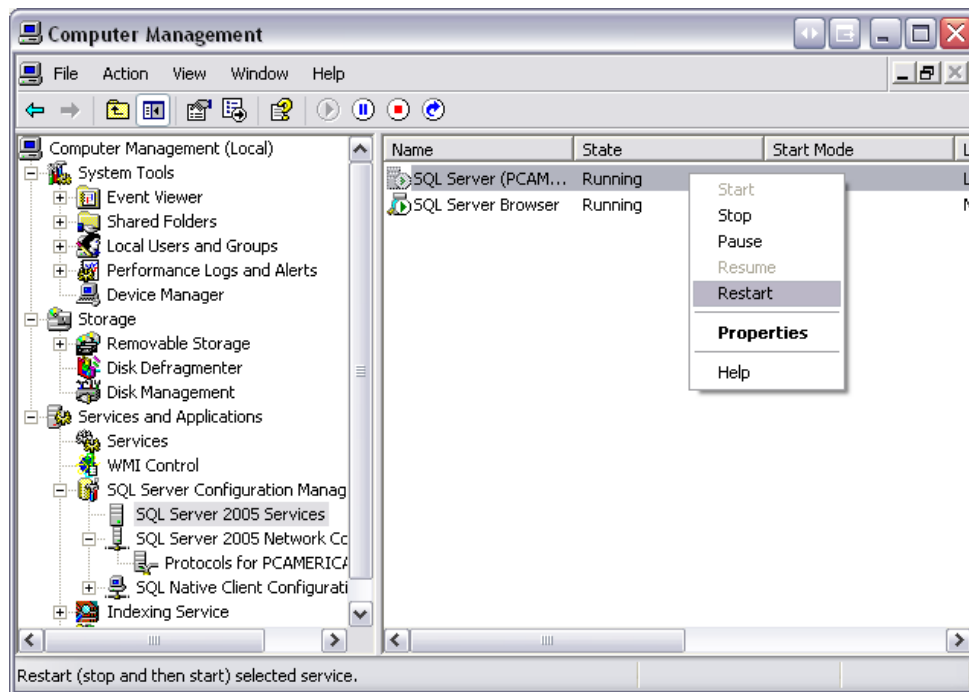 Computer Management
File Action View Window Help
Computer Management (Local)
System Tools
Event Viewer
Shared Folders
Local Users and Groups
Performance Logs and Alerts
Device Manager
Storage
Removable Storage
Disk Defragmenter
Disk Management
Services and Applications
Services
WMI Control
SQL Server Configuration Manag
SQL Server 2005 Services
SQL Server 2005 Network Co
Protocols for PCAMERICA
SQL Native Client Configurati
Indexing Service
Name State Start Mode L
SQL Server (PCAM... Running L
SQL Server Browser Running N
Start
Stop
Pause
Resume
Restart
Properties
Help
Restart (stop and then start) selected service.